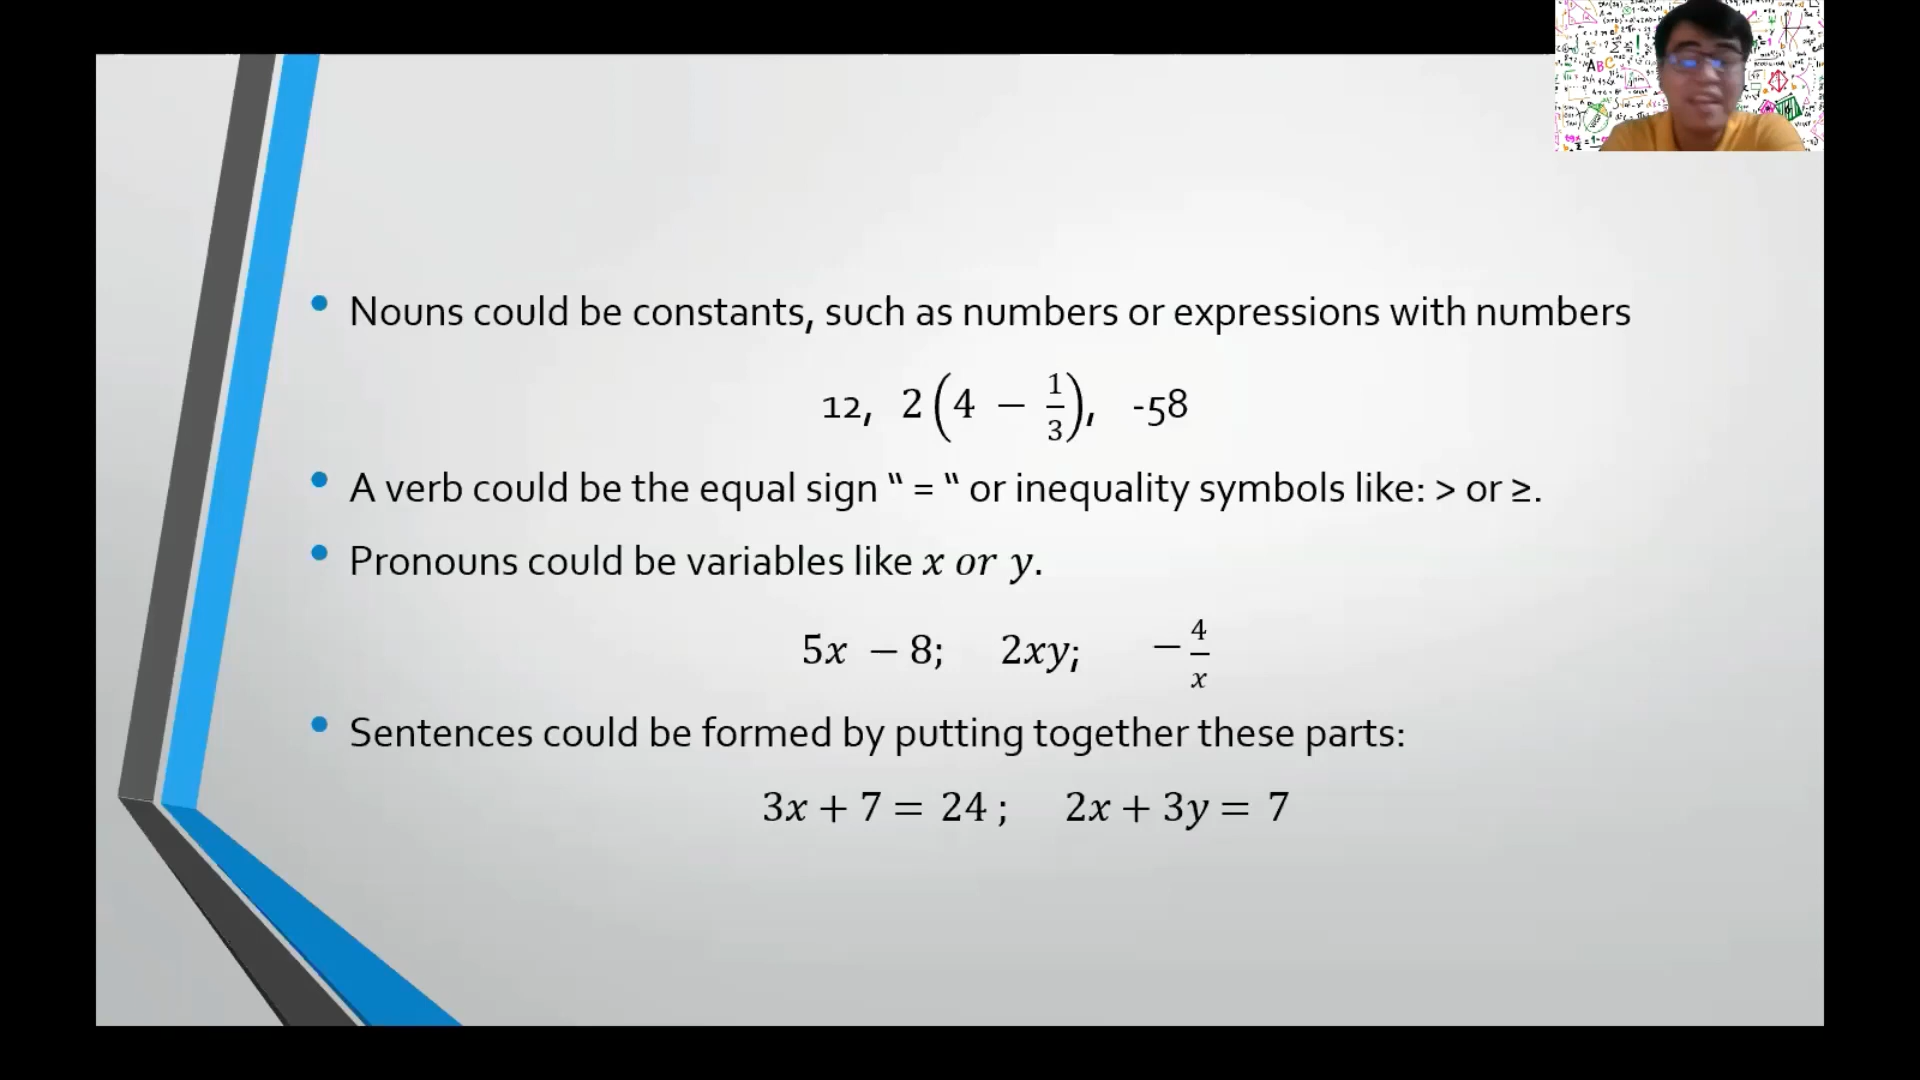 • Nouns could be constants, such as numbers or expressions with numbers
12, 2(4 − 1/3), -58
• A verb could be the equal sign “ = “ or inequality symbols like: > or ≥.
• Pronouns could be variables like x or y.
5x − 8; 2xy; −4/x
• Sentences could be formed by putting together these parts:
3x + 7 = 24 ; 2x + 3y = 7
ABC